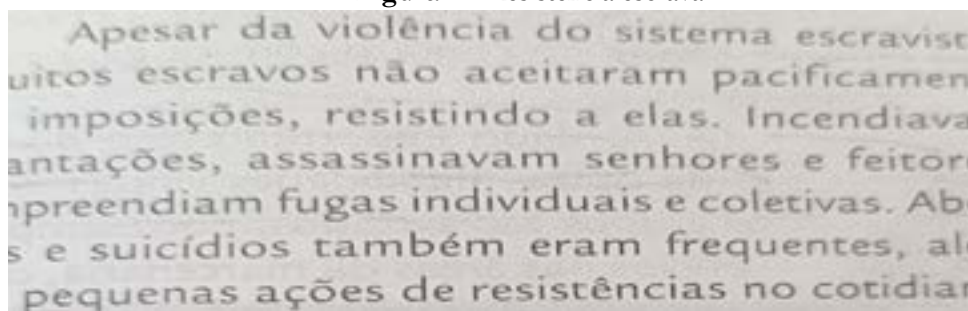 Apesar da violência do sistema escravist
uitos escravos não aceitaram pacificamen
imposições, resistindo a elas. Incendiava
antações, assassinavam senhores e feitor
preendiam fugas individuais e coletivas. Ab
s e suicídios também eram frequentes, al
pequenas ações de resistências no cotidian